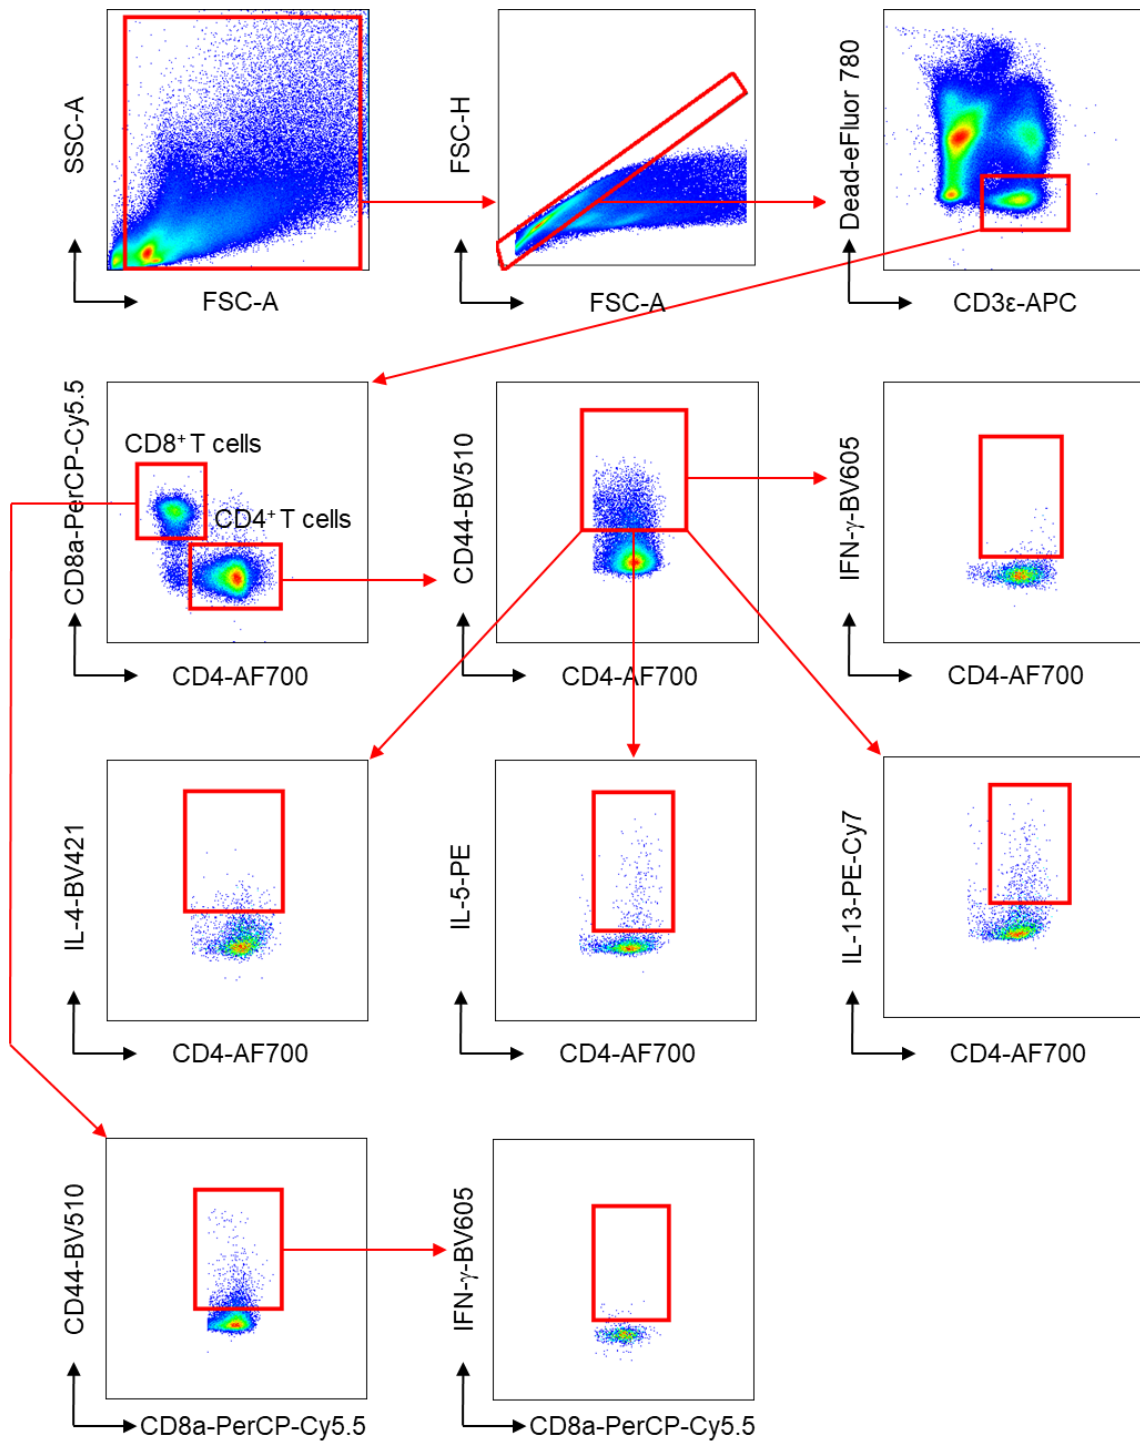 SSC-A
FSC-A
FSC-H
FSC-A
Dead-eFluor 780
CD3ε-APC
CD8a-PerCP-Cy5.5
CD8⁺ T cells
CD4⁺ T cells
CD4-AF700
CD44-BV510
CD4-AF700
IFN-γ-BV605
CD4-AF700
IL-4-BV421
CD4-AF700
IL-5-PE
CD4-AF700
IL-13-PE-Cy7
CD4-AF700
CD44-BV510
CD8a-PerCP-Cy5.5
IFN-γ-BV605
CD8a-PerCP-Cy5.5